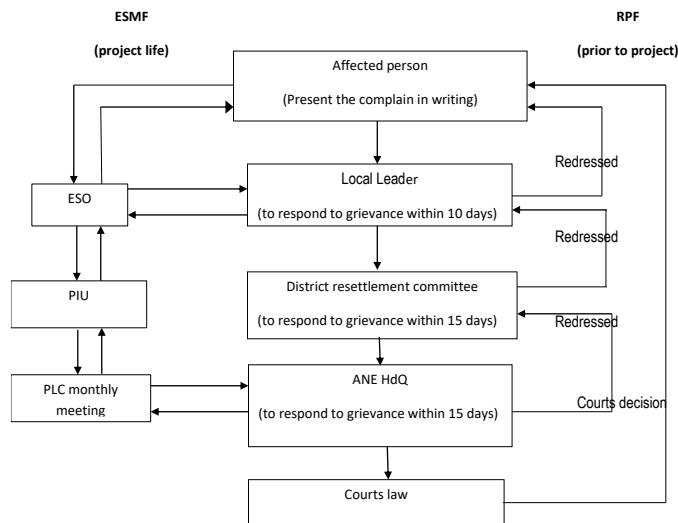 ESMF
RPF
(project life)
(prior to project)
Affected person
(Present the complain in writing)
Redressed
Local Leader
(to respond to grievance within 10 days)
ESO
Redressed
District resettlement committee
(to respond to grievance within 15 days)
PIU
Redressed
ANE HdQ
(to respond to grievance within 15 days)
PLC monthly
meeting
Courts decision
Courts law